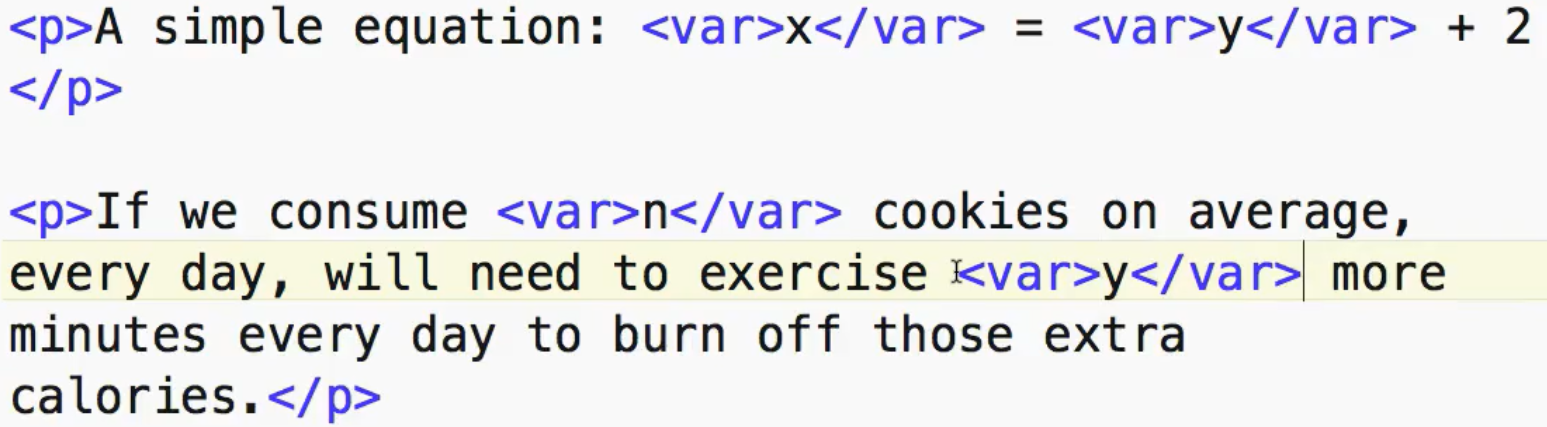 <p>A simple equation: <var>x</var> = <var>y</var> + 2
</p>
<p>If we consume <var>n</var> cookies on average,
every day, will need to exercise <var>y</var> more
minutes every day to burn off those extra
calories.</p>